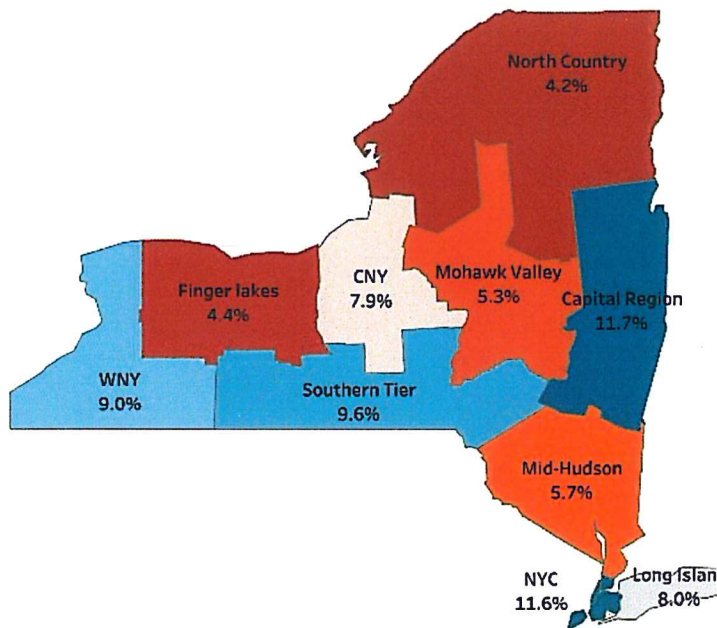 North Country
4.2%
Finger lakes
4.4%
CNY
7.9%
Mohawk Valley
5.3%
Capital Region
11.7%
WNY
9.0%
Southern Tier
9.6%
Mid-Hudson
5.7%
NYC
11.6%
Long Islan
8.0%